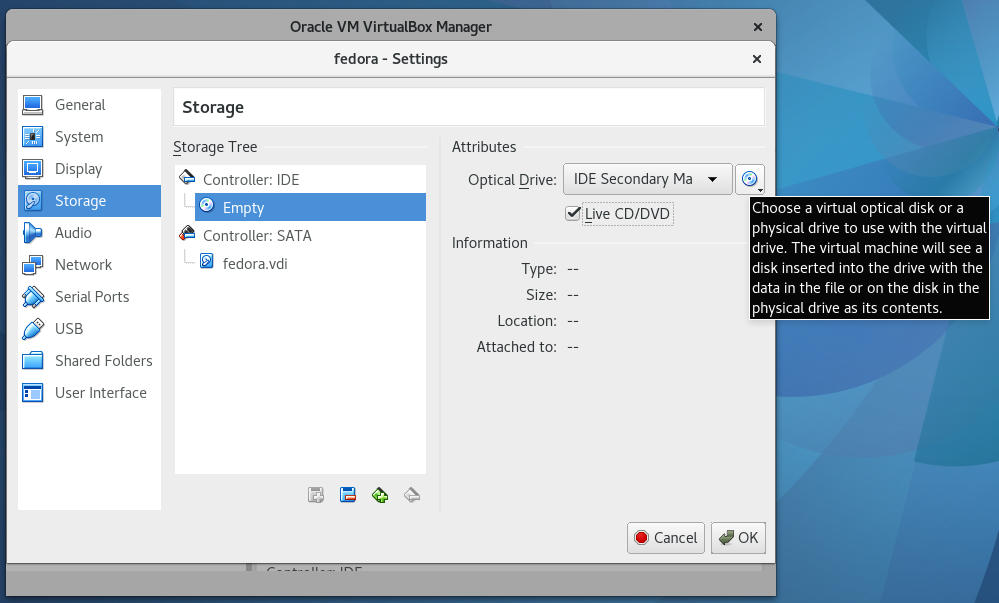 Oracle VM VirtualBox Manager
fedora - Settings
General
System
Display
Storage
Audio
Network
Serial Ports
USB
Shared Folders
User Interface
Storage
Storage Tree
Controller: IDE
Empty
Controller: SATA
fedora.vdi
Attributes
Optical Drive: IDE Secondary Ma
Live CD/DVD
Information
Type: --
Size: --
Location: --
Attached to: --
Choose a virtual optical disk or a
physical drive to use with the virtual
drive. The virtual machine will see a
disk inserted into the drive with the
data in the file or on the disk in the
physical drive as its contents.
Cancel
OK
Controller: IDE